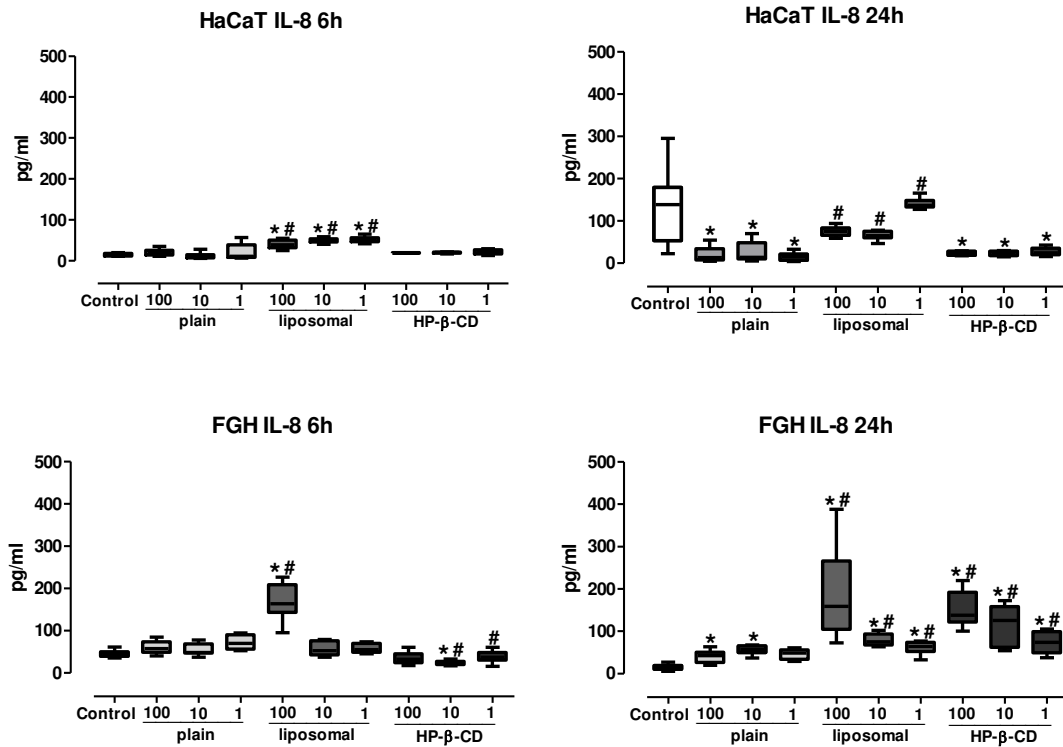 HaCaT IL-8 6h
500
400
300
200
100
0
pg/ml
* # * # * #
Control 100 10 1 100 10 1 100 10 1
plain liposomal HP-β-CD
HaCaT IL-8 24h
500
400
300
200
100
0
pg/ml
* * * # # # * * *
Control 100 10 1 100 10 1 100 10 1
plain liposomal HP-β-CD
FGH IL-8 6h
500
400
300
200
100
0
pg/ml
* # * # #
Control 100 10 1 100 10 1 100 10 1
plain liposomal HP-β-CD
FGH IL-8 24h
500
400
300
200
100
0
pg/ml
* * * # * # * # * # * # * #
Control 100 10 1 100 10 1 100 10 1
plain liposomal HP-β-CD